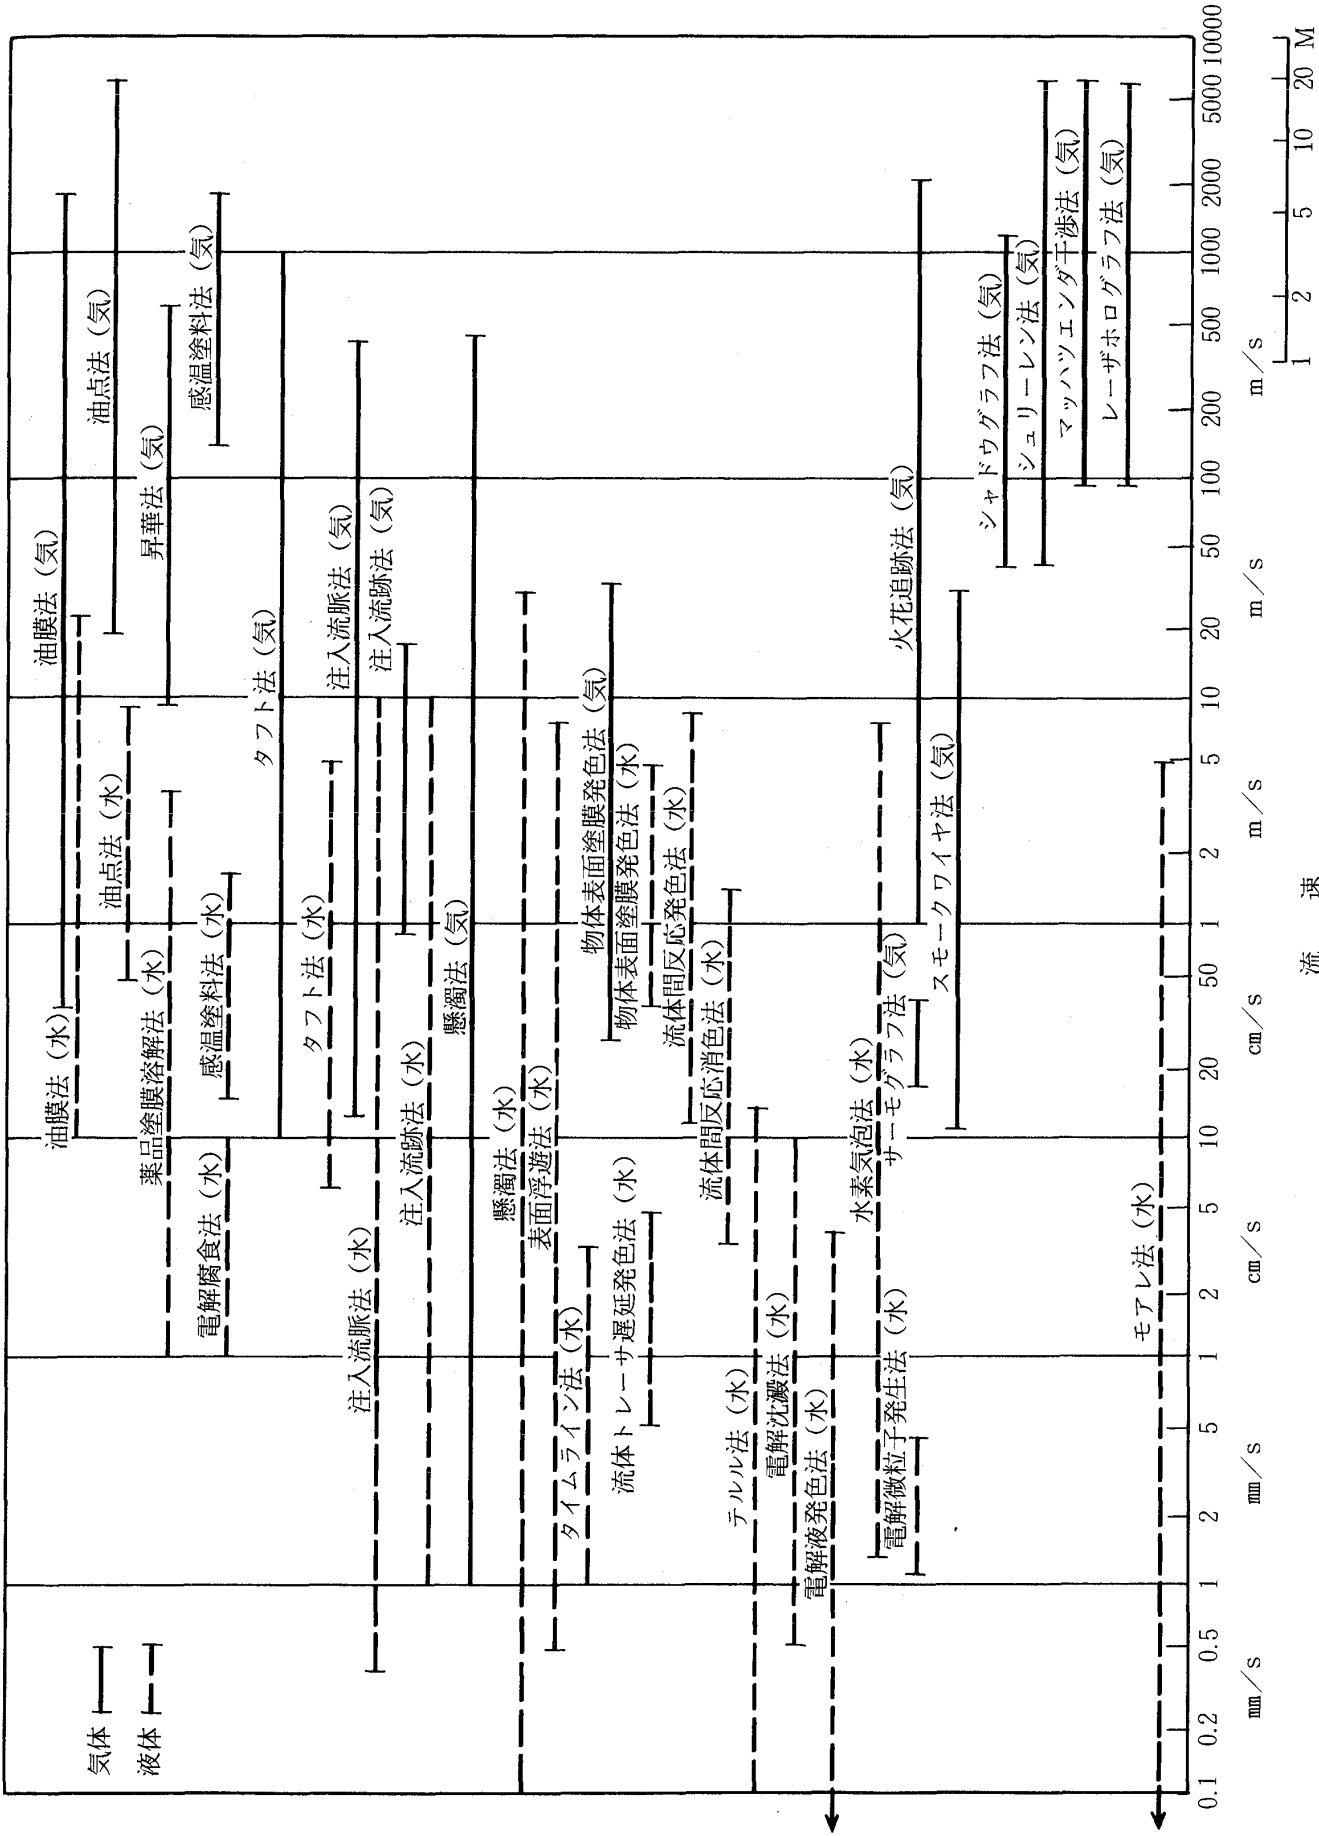 気体
液体
油膜法 (気)
油膜法 (水)
油点法 (気)
油点法 (水)
昇華法 (気)
薬品塗膜溶解法 (水)
感温塗料法 (気)
感温塗料法 (水)
電解腐食法 (水)
タフト法 (気)
タフト法 (水)
注入流脈法 (気)
注入流脈法 (水)
注入流跡法 (気)
注入流跡法 (水)
懸濁法 (気)
懸濁法 (水)
表面浮遊法 (水)
タイムライン法 (水)
物体表面塗膜発色法 (気)
物体表面塗膜発色法 (水)
流体トレーサ遅延発色法 (水)
流体間反応発色法 (水)
流体間反応消色法 (水)
テルル法 (水)
電解沈澱法 (水)
電解液発色法 (水)
水素気泡法 (水)
サーモグラフ法 (気)
電解微粒子発生法 (水)
火花追跡法 (気)
スモークワイヤ法 (気)
シャドウグラフ法 (気)
シュリーレン法 (気)
マッハツェンダ干渉法 (気)
レーザホログラフ法 (気)
モアレ法 (水)
0.1 0.2 0.5 1 2 5 1 2 5 10 20 50 1 2 5 10 20 50 100 200 500 1000 2000 5000 10000
mm/s mm/s cm/s cm/s m/s m/s m/s
1 2 5 10 20 M
流速